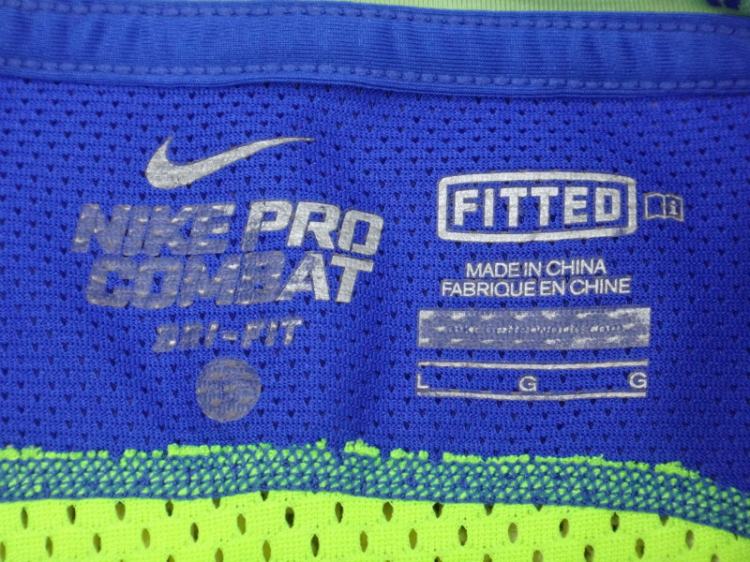 NIKE PRO
COMBAT
DRI-FIT
FITTED
MADE IN CHINA
FABRIQUE EN CHINE
L G G